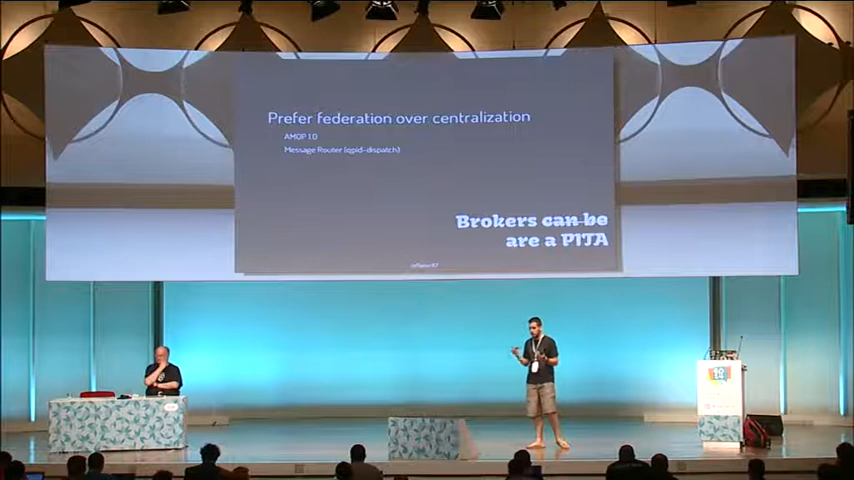 Prefer federation over centralization
AMQP 1.0
Message Router (qpid-dispatch)
Brokers can be
are a PITA